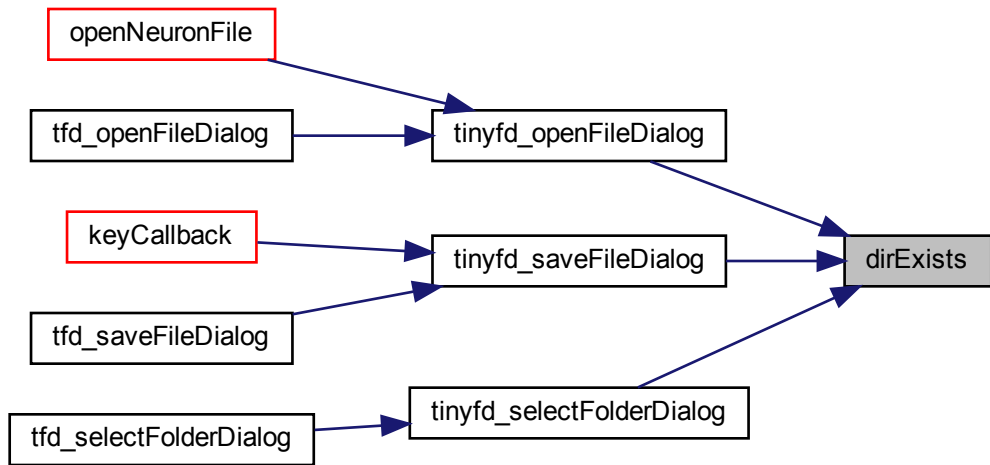 openNeuronFile
tfd_openFileDialog
tinyfd_openFileDialog
keyCallback
tinyfd_saveFileDialog
dirExists
tfd_saveFileDialog
tinyfd_selectFolderDialog
tfd_selectFolderDialog